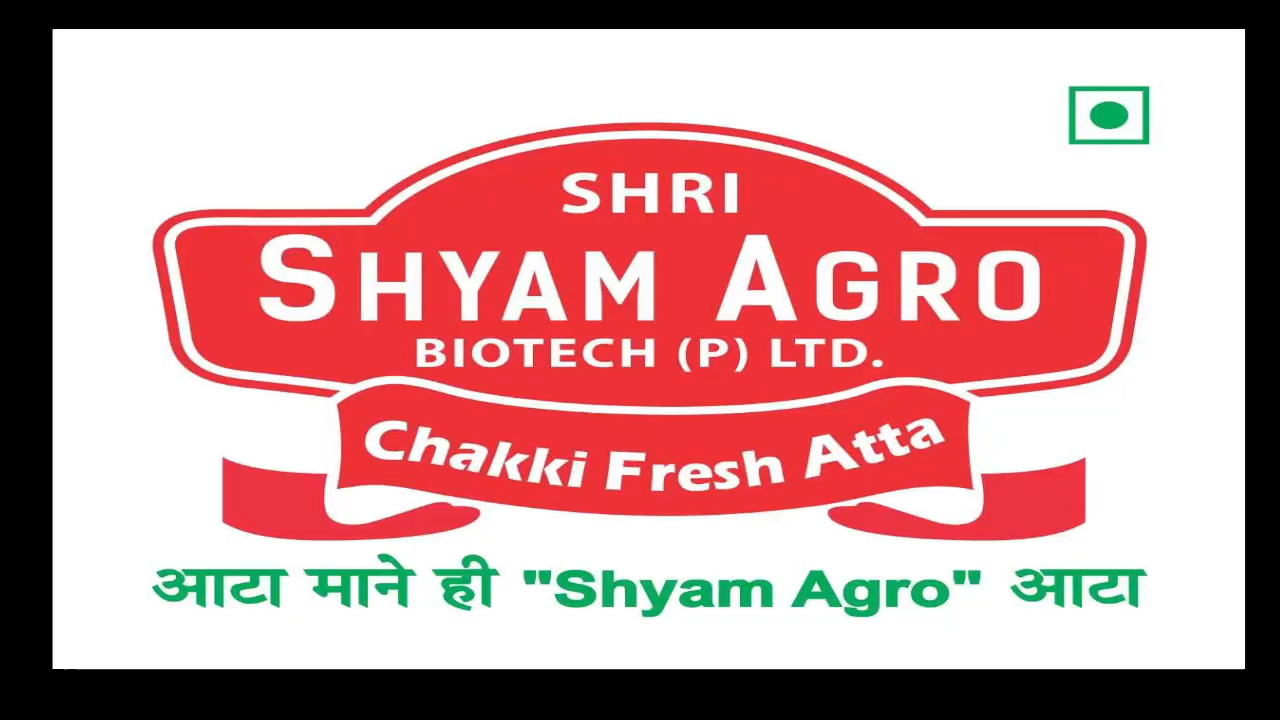 SHRI
SHYAM AGRO
BIOTECH (P) LTD.
Chakki Fresh Atta
आटा माने ही "Shyam Agro" आटा